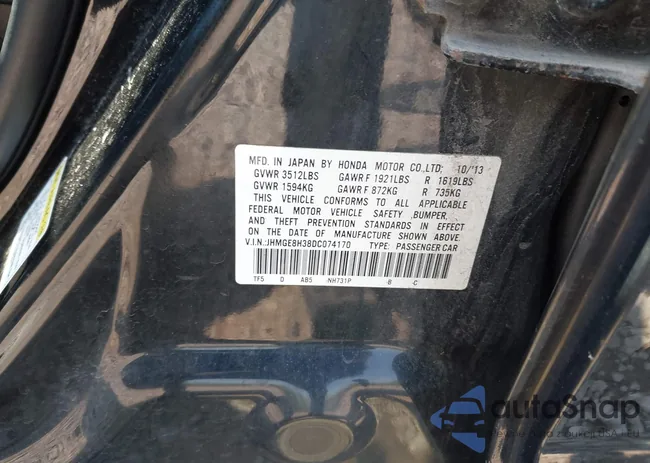 MFD. IN JAPAN BY HONDA MOTOR CO.,LTD; 10/'13
GVWR 3512LBS GAWR F 1921LBS R 1619LBS
GVWR 1594KG GAWR F 872KG R 735KG
THIS VEHICLE CONFORMS TO ALL APPLICABLE
FEDERAL MOTOR VEHICLE SAFETY ,BUMPER,
AND THEFT PREVENTION STANDARDS IN EFFECT
ON THE DATE OF MANUFACTURE SHOWN ABOVE.
V.I.N.:JHMGE8H38DC074170 TYPE: PASSENGER CAR
TF5 D AB5 -NH731P -B -C
autoSnap